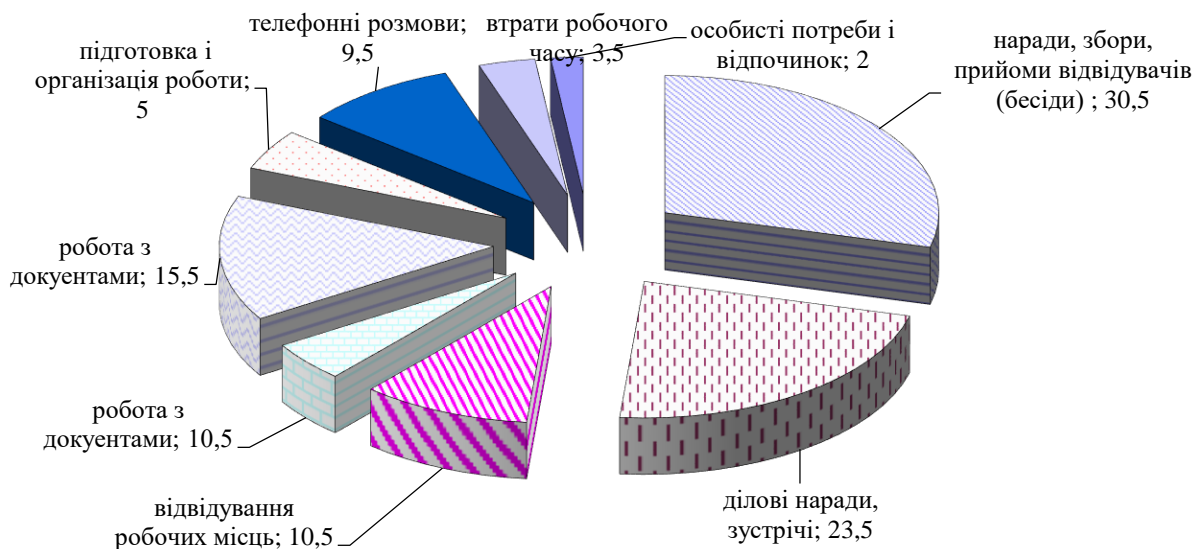 телефонні розмови;
9,5
втрати робочого
часу; 3,5
особисті потреби і
відпочинок; 2
наради, збори,
прийоми відвідувачів
(бесіди) ; 30,5
підготовка і
організація роботи;
5
робота з
докуентами; 15,5
робота з
докуентами; 10,5
відвідування
робочих місць; 10,5
ділові наради,
зустрічі; 23,5